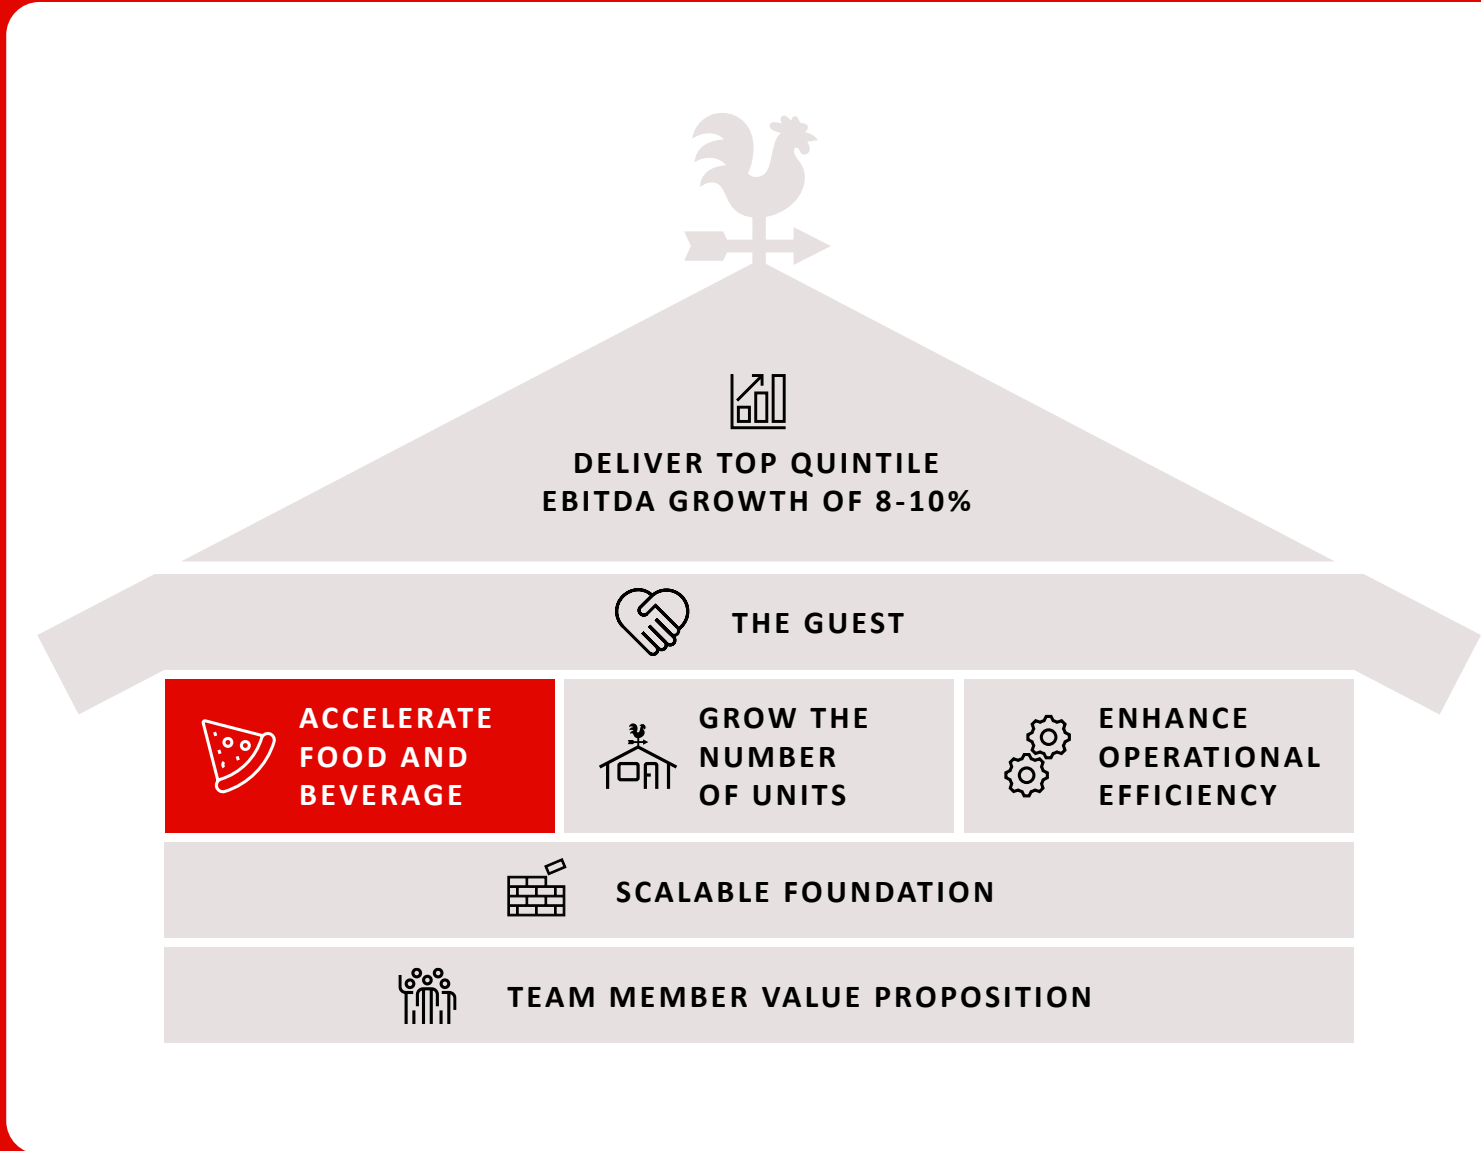 DELIVER TOP QUINTILE
EBITDA GROWTH OF 8-10%
THE GUEST
ACCELERATE
FOOD AND
BEVERAGE
GROW THE
NUMBER
OF UNITS
ENHANCE
OPERATIONAL
EFFICIENCY
SCALABLE FOUNDATION
TEAM MEMBER VALUE PROPOSITION